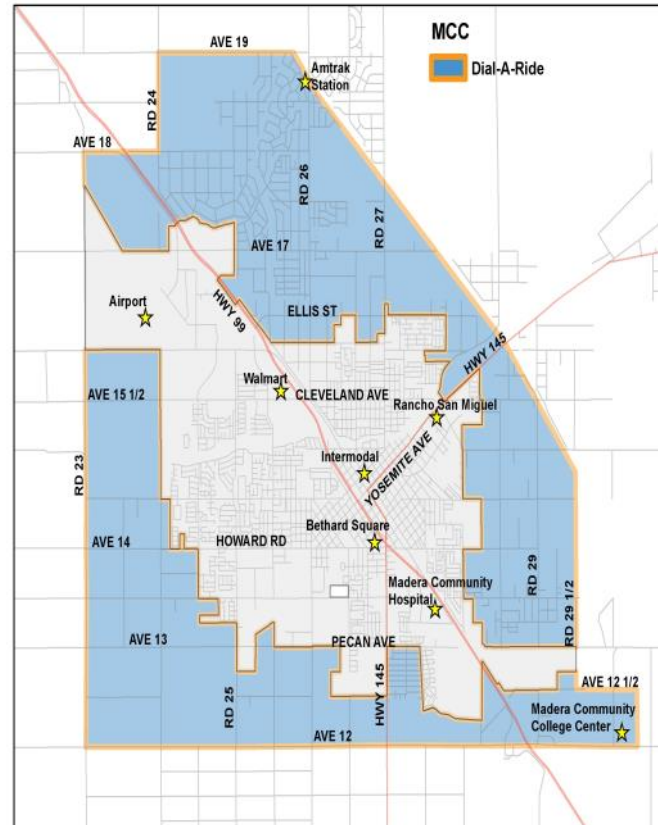 MCC
Dial-A-Ride
AVE 19
Amtrak
Station
RD 24
AVE 18
RD 26
RD 27
AVE 17
Airport
HWY 99
ELLIS ST
HWY 145
Walmart
CLEVELAND AVE
AVE 15 1/2
Rancho San Miguel
RD 23
Intermodal
YOSEMITE AVE
Bethard Square
AVE 14
HOWARD RD
RD 29
Madera Community
Hospital
RD 29 1/2
AVE 13
PECAN AVE
RD 25
HWY 145
AVE 12 1/2
Madera Community
College Center
AVE 12